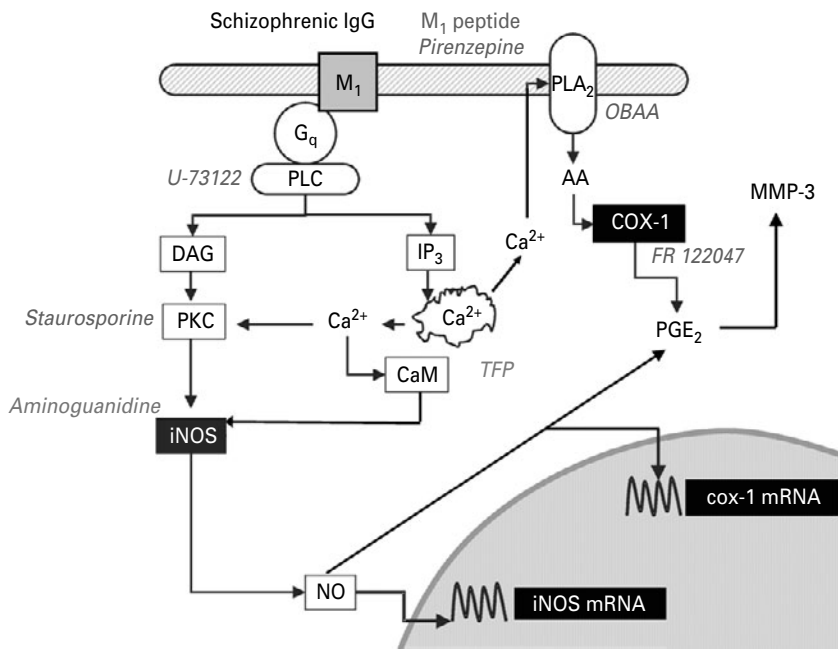 Schizophrenic IgG
M₁ peptide
Pirenzepine
M₁
PLA₂
OBAA
Gq
U-73122
PLC
AA
MMP-3
COX-1
FR 122047
DAG
IP₃
Ca²⁺
Staurosporine
PKC
Ca²⁺
Ca²⁺
PGE₂
CaM
TFP
Aminoguanidine
iNOS
cox-1 mRNA
NO
iNOS mRNA